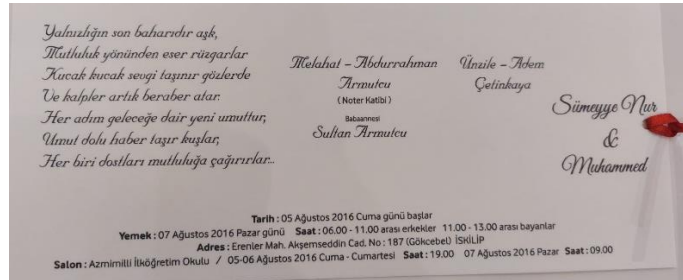 Yalnızlığın son baharıdır aşk,
Mutluluk yönünden eser rüzgarlar
Kucak kucak sevgi taşınır gözlerde
Ve kalpler artık beraber atar.
Her adım geleceğe dair yeni umuttur,
Umut dolu haber taşır kuşlar,
Her biri dostları mutluluğa çağırırlar...
Melahat - Abdurrahman
Armutcu
( Noter Katibi )
Babaannesi
Sultan Armutcu
Ünzile - Adem
Çetinkaya
Sümeyye Nur
&
Muhammed
Tarih : 05 Ağustos 2016 Cuma günü başlar
Yemek : 07 Ağustos 2016 Pazar günü Saat : 06.00 - 11.00 arası erkekler 11.00 - 13.00 arası bayanlar
Adres : Erenler Mah. Akşemseddin Cad. No : 187 (Gökcebel) İSKİLİP
Salon : Azmimilli İlköğretim Okulu / 05-06 Ağustos 2016 Cuma - Cumartesi Saat : 19.00 07 Ağustos 2016 Pazar Saat : 09.00